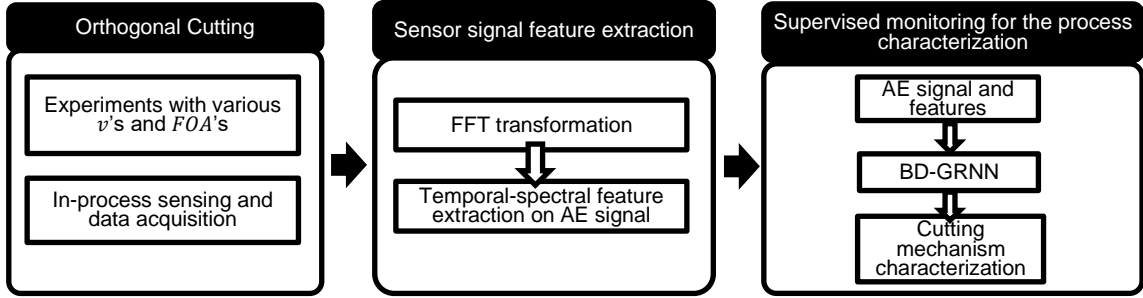 Orthogonal Cutting
Experiments with various
v's and FOA's
In-process sensing and
data acquisition
Sensor signal feature extraction
FFT transformation
Temporal-spectral feature
extraction on AE signal
Supervised monitoring for the process
characterization
AE signal and
features
BD-GRNN
Cutting
mechanism
characterization